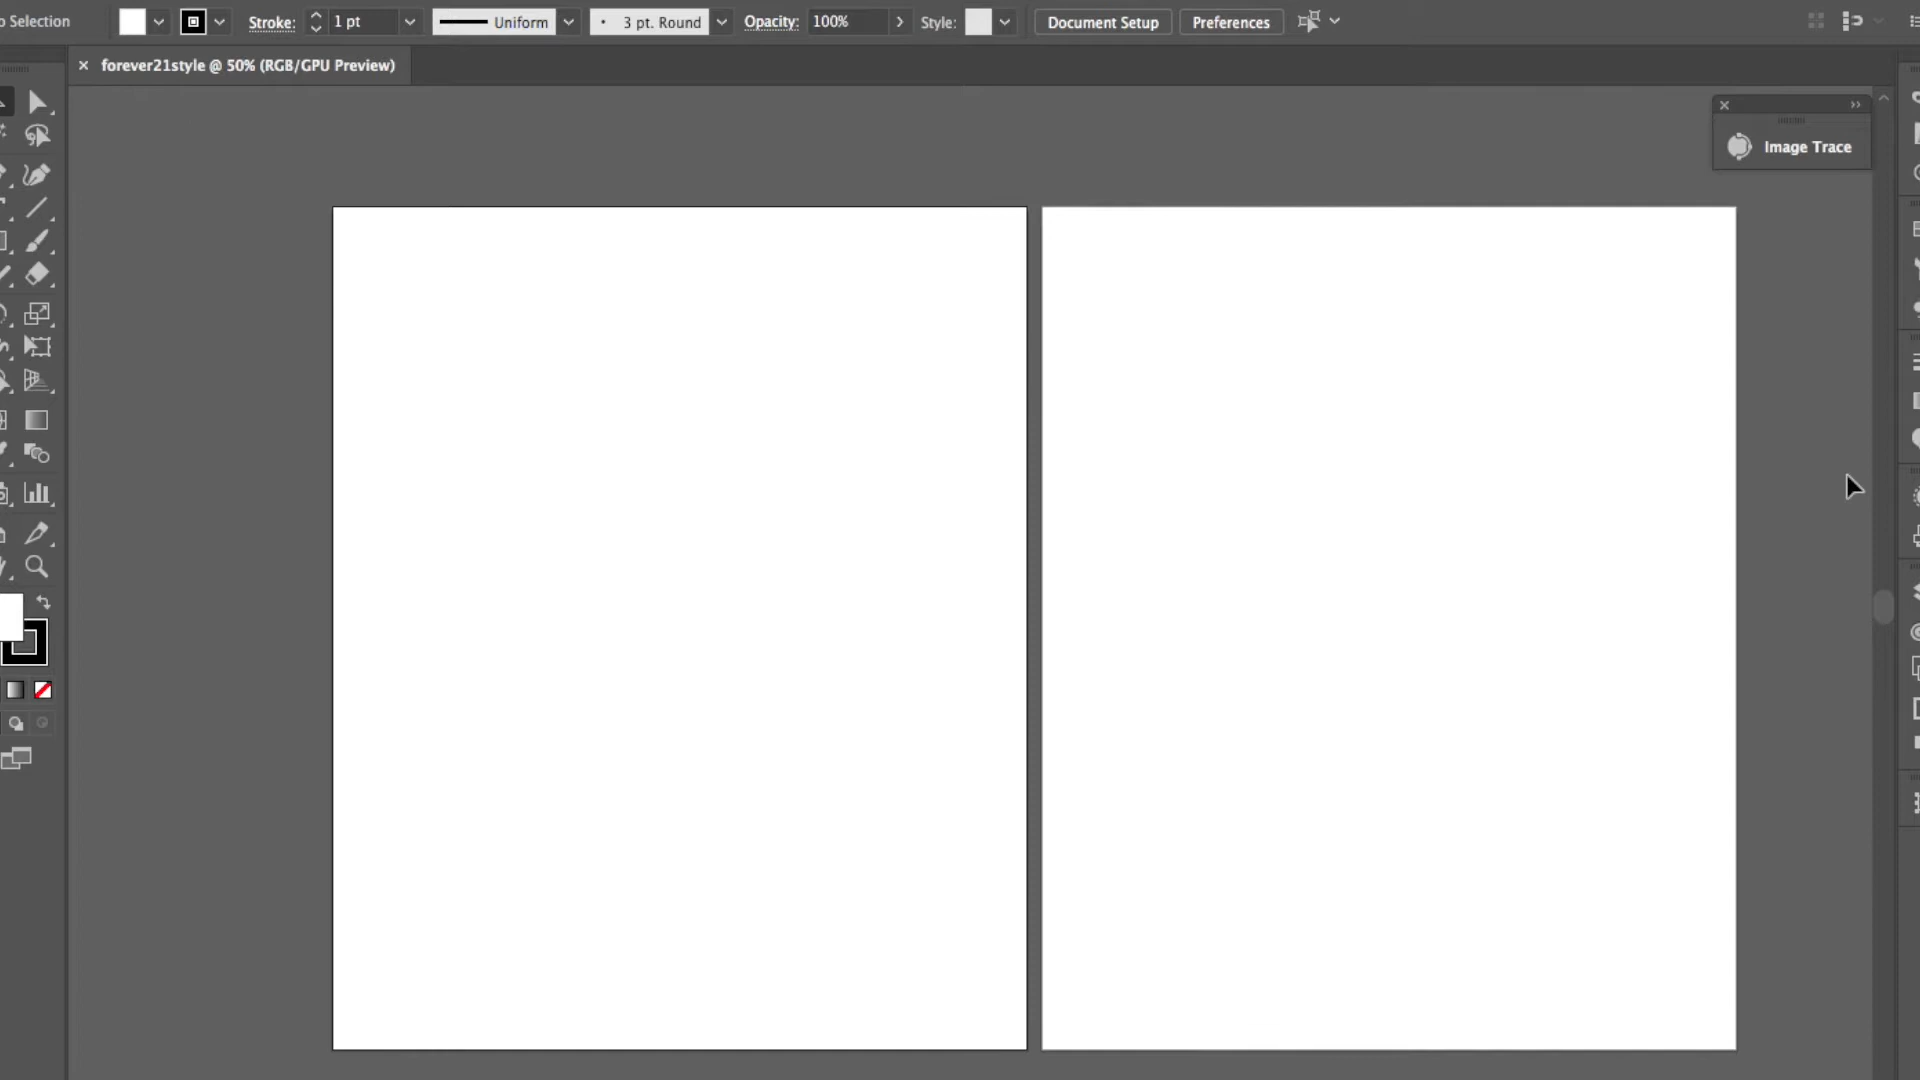 Selection
Stroke:
1 pt
Uniform
3 pt. Round
Opacity:
100%
Style:
Document Setup
Preferences
forever21style @ 50% (RGB/GPU Preview)
Image Trace